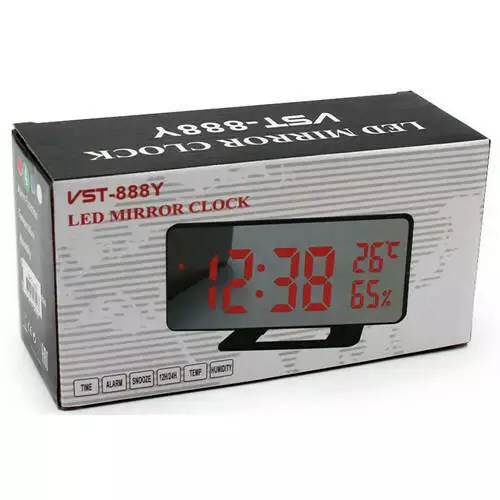 VST-888Y
LED MIRROR CLOCK
VST-888Y
LED MIRROR CLOCK
12:38
26°C
65%
TIME
ALARM
SNOOZE
12H/24H
TEMP.
HUMIDITY